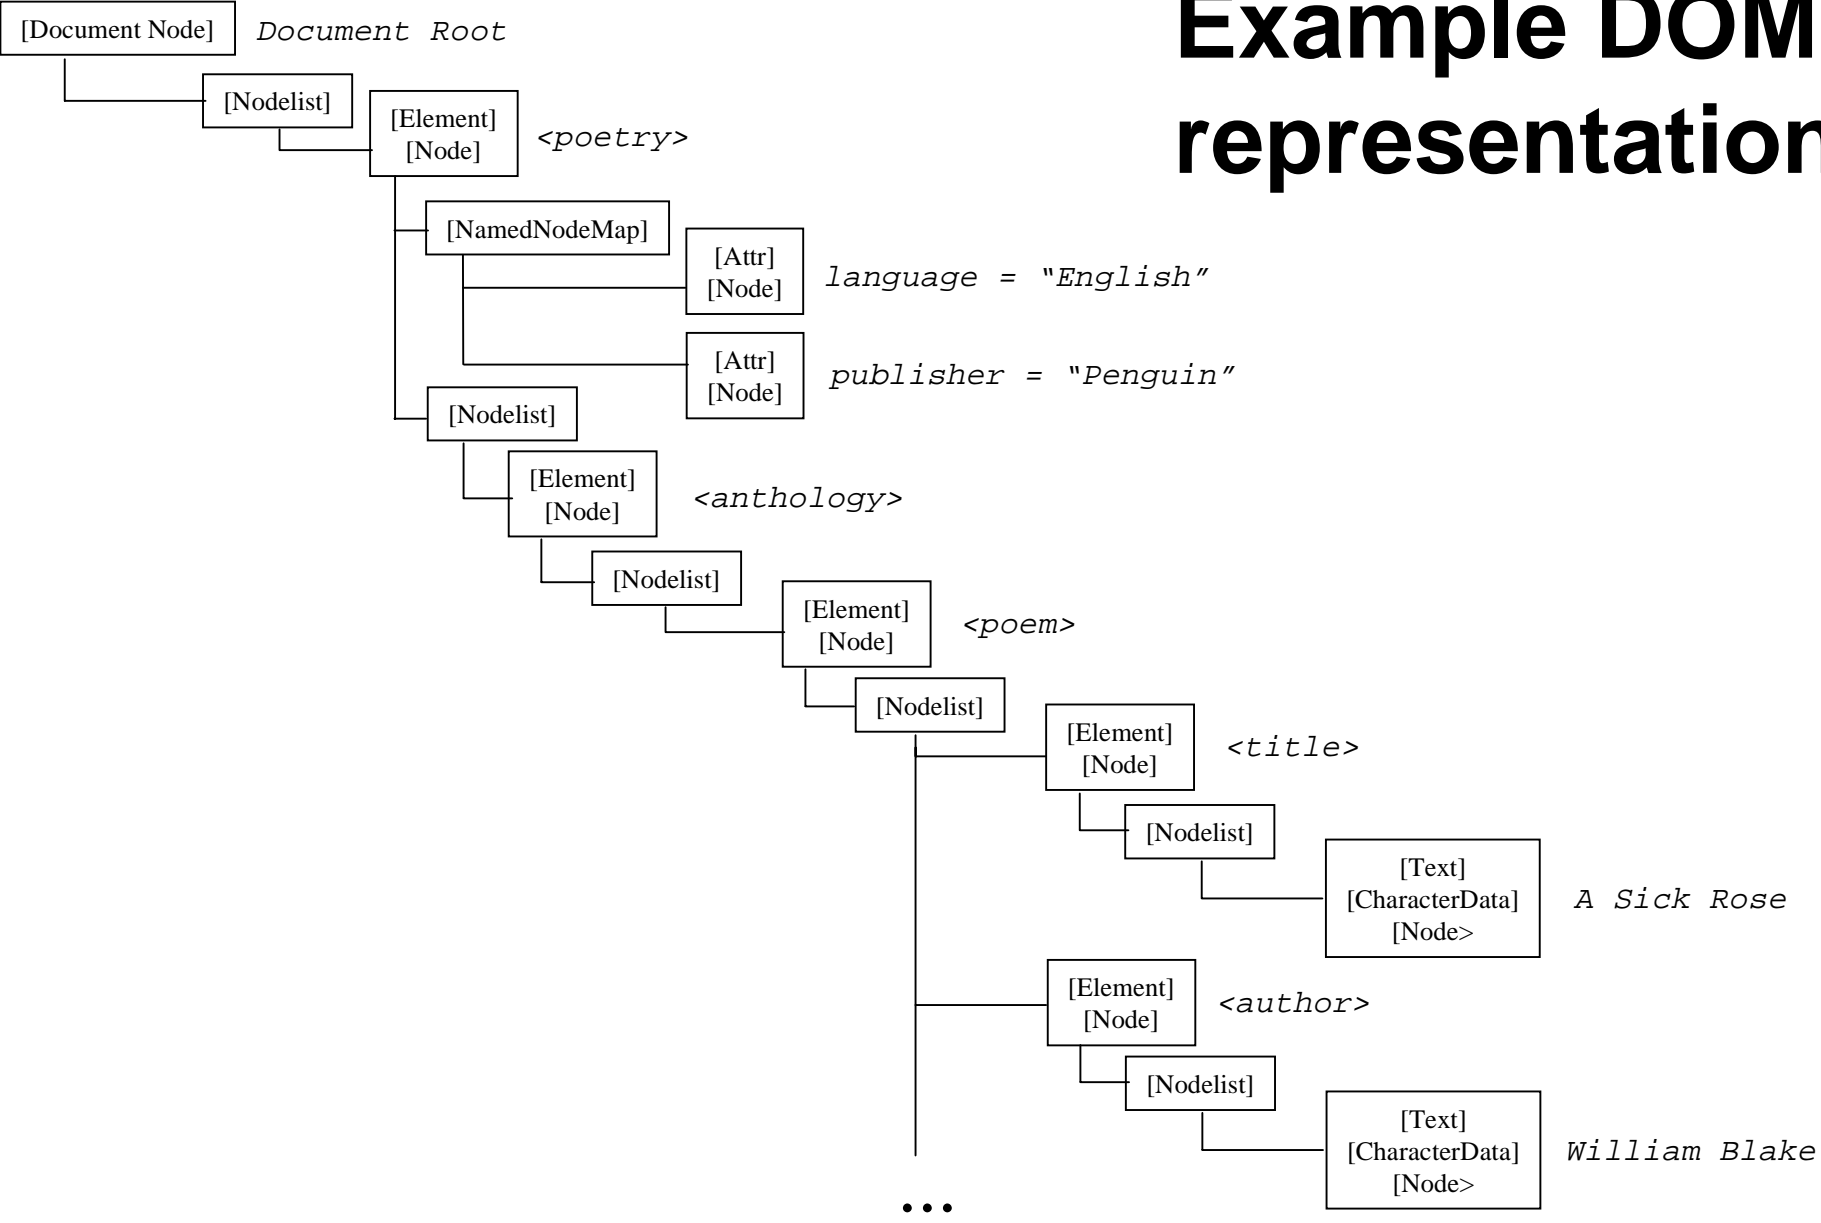 Example DOM
representation
[Document Node]
Document Root
[Nodelist]
[Element]
[Node]
<poetry>
[NamedNodeMap]
[Attr]
[Node]
language = “English”
[Attr]
[Node]
publisher = “Penguin”
[Nodelist]
[Element]
[Node]
<anthology>
[Nodelist]
[Element]
[Node]
<poem>
[Nodelist]
[Element]
[Node]
<title>
[Nodelist]
[Text]
[CharacterData]
[Node>
A Sick Rose
[Element]
[Node]
<author>
[Nodelist]
[Text]
[CharacterData]
[Node>
William Blake
...